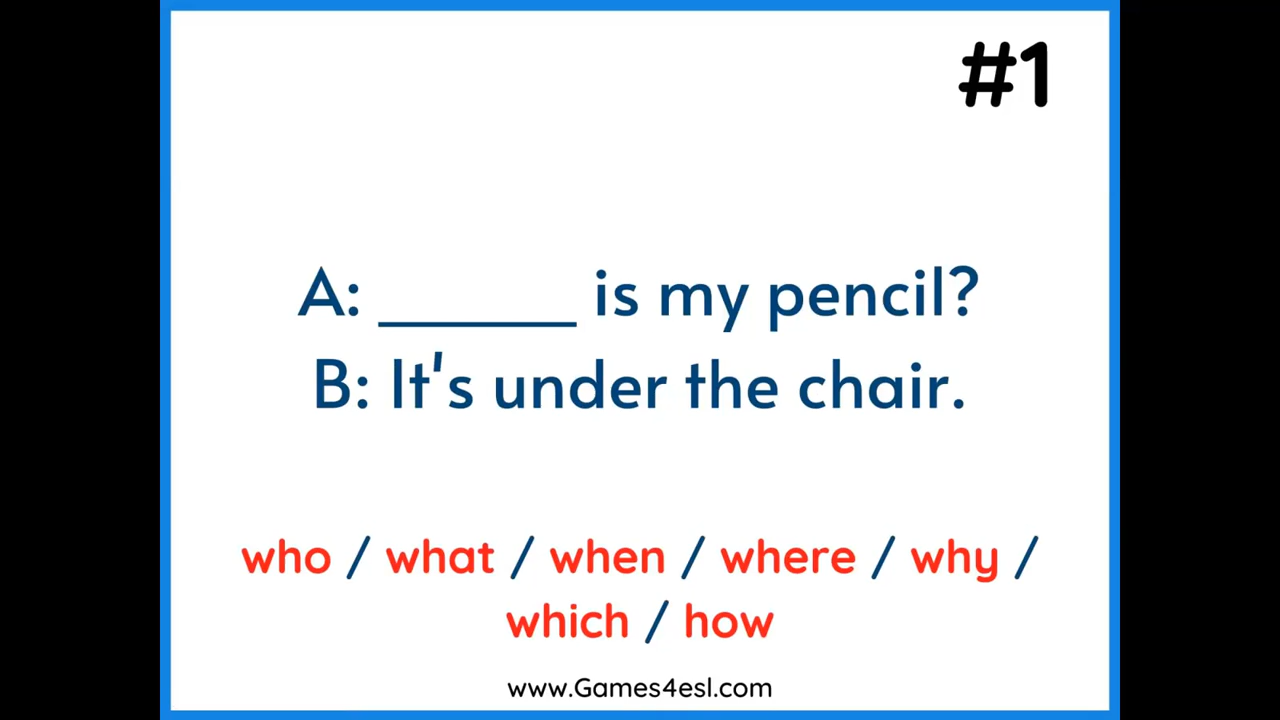 #1
A: ______ is my pencil?
B: It's under the chair.
who / what / when / where / why /
which / how
www.Games4esl.com